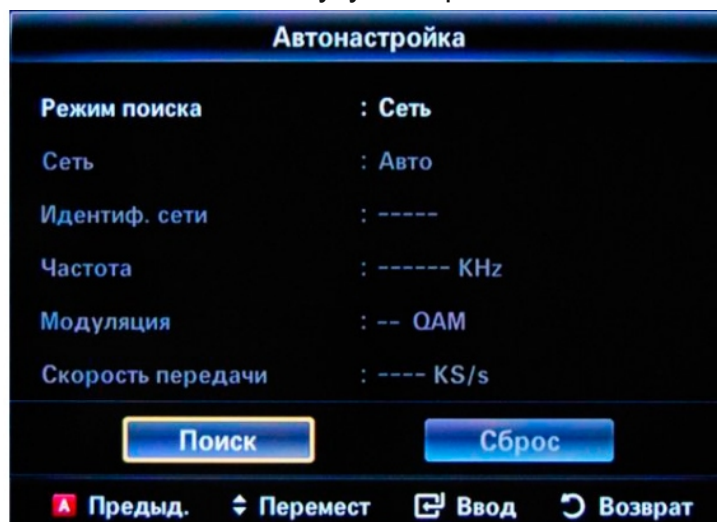 Автонастройка
Режим поиска : Сеть
Сеть : Авто
Идентиф. сети : -----
Частота : ------ KHz
Модуляция : -- QAM
Скорость передачи : ---- KS/s
Поиск Сброс
A Предыд. Перемест Ввод Возврат